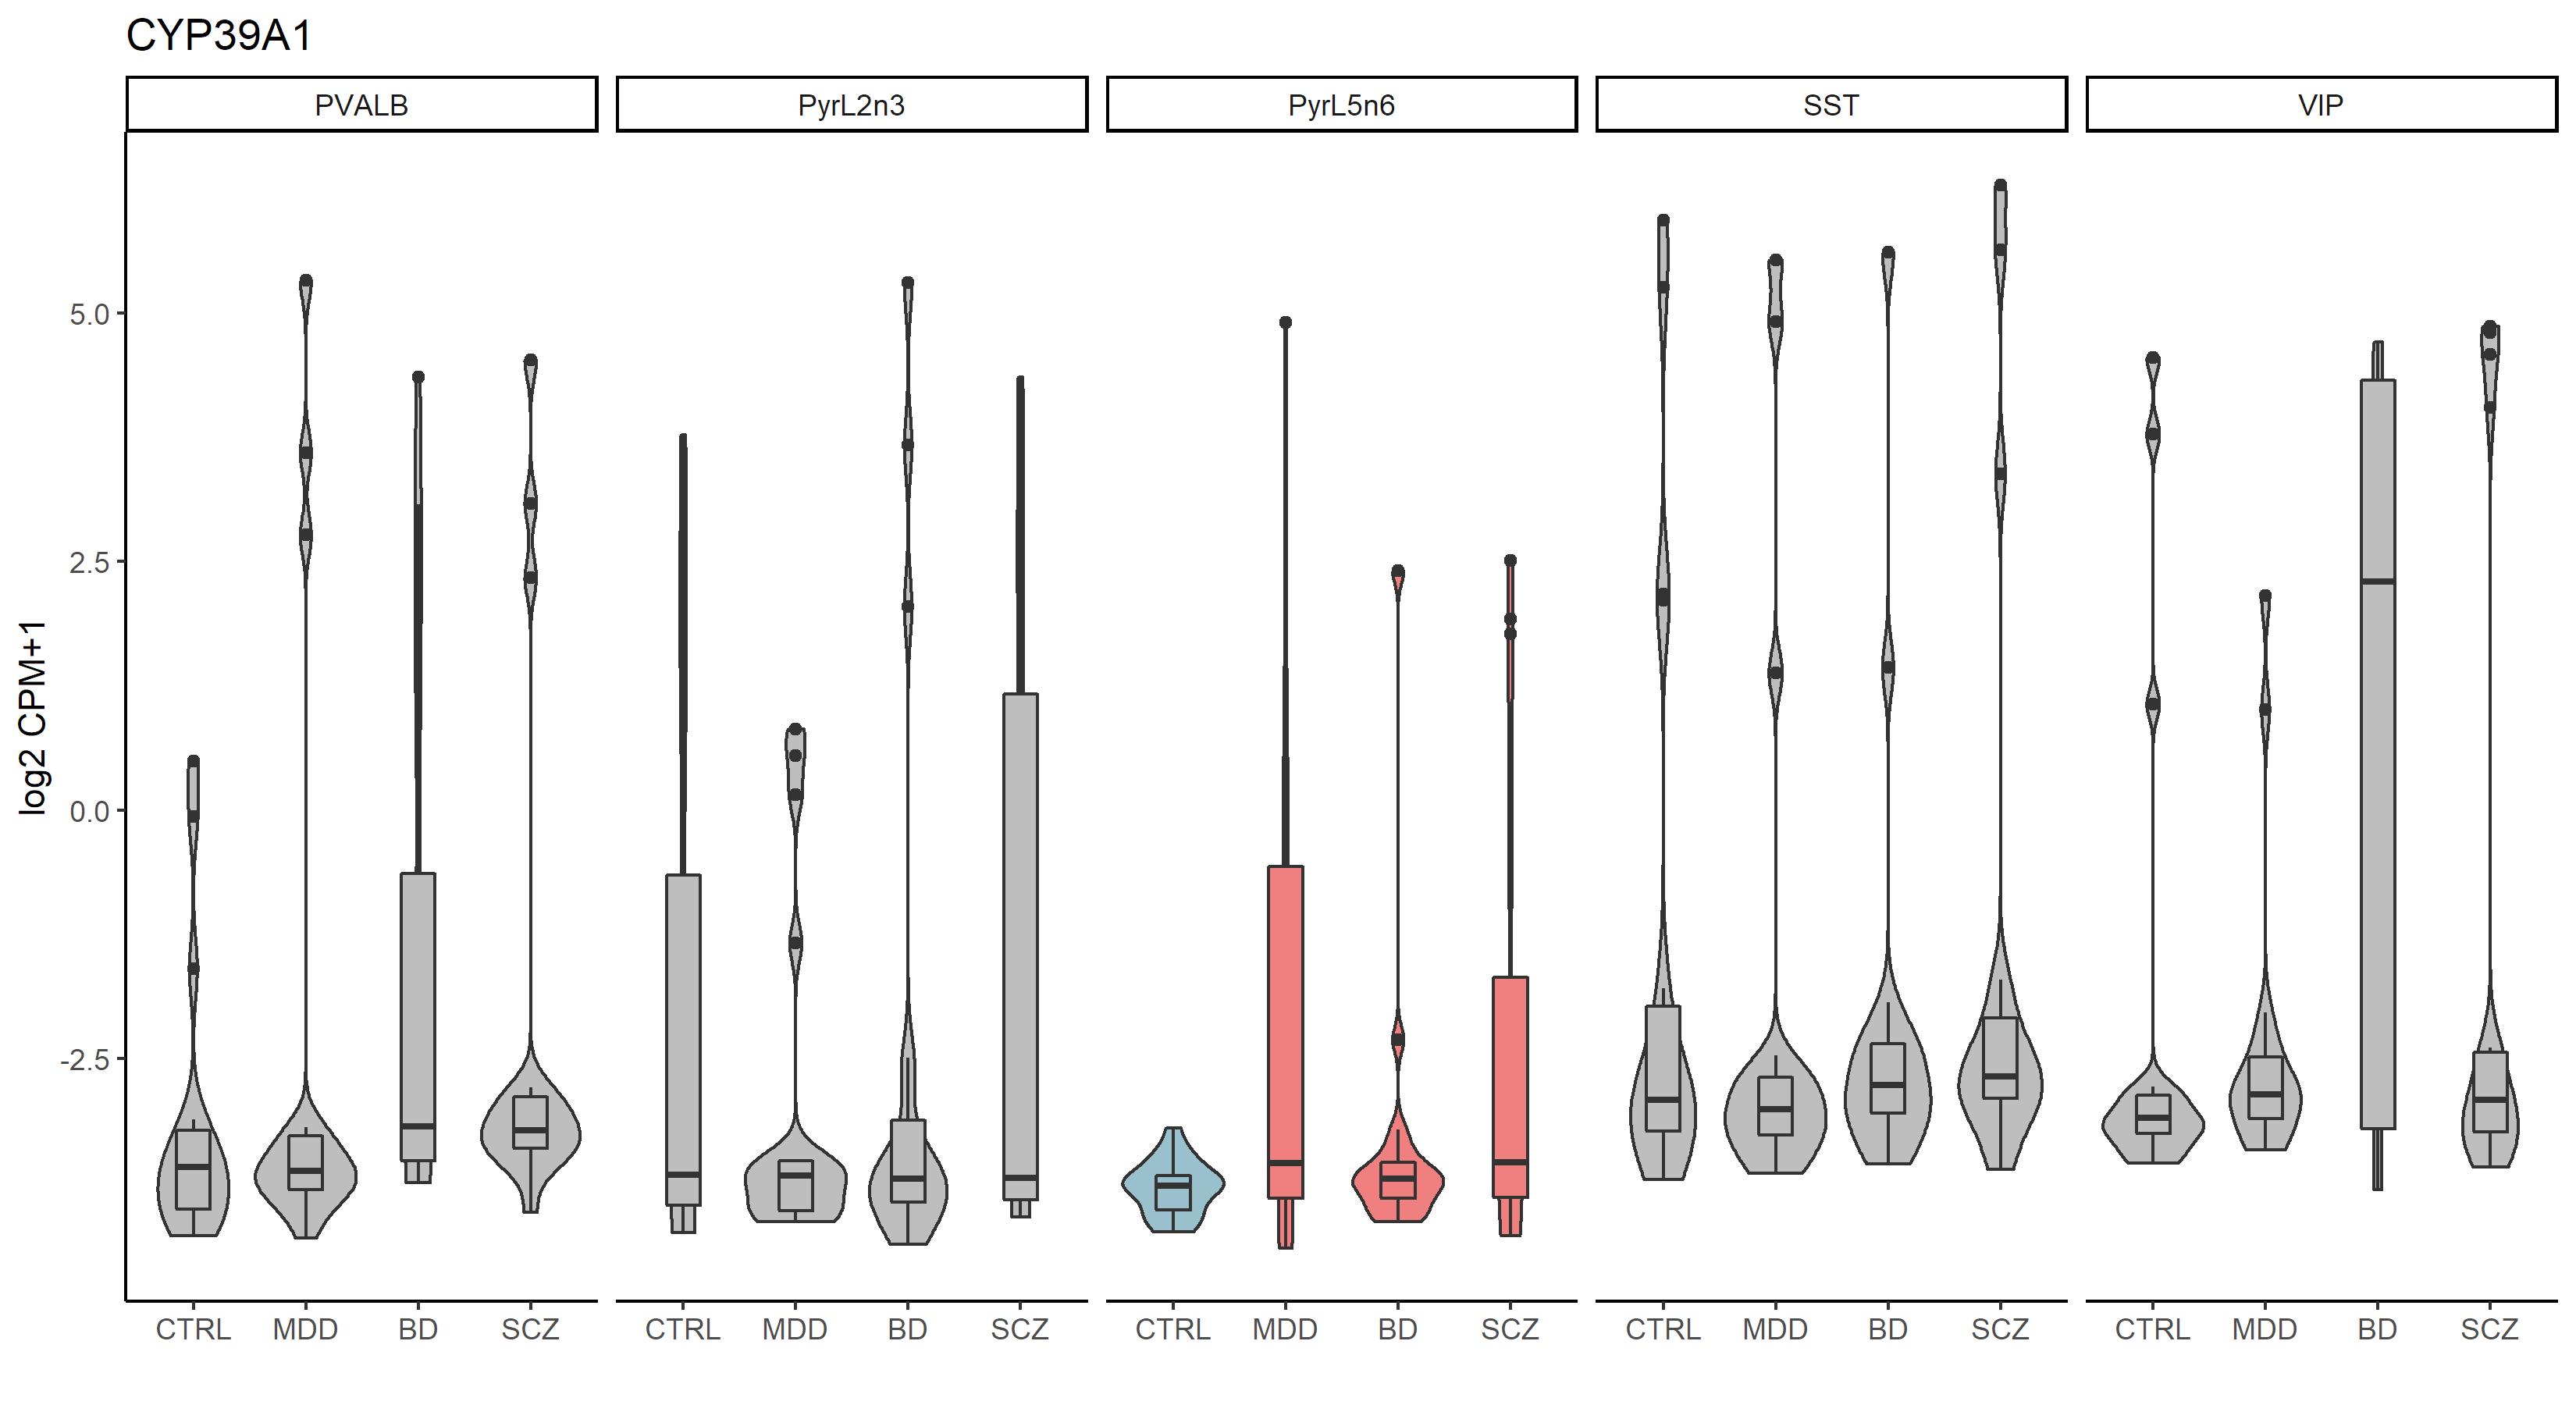 CYP39A1
PVALB PyrL2n3 PyrL5n6 SST VIP
log2 CPM+1
5.0
2.5
0.0
-2.5
CTRL MDD BD SCZ CTRL MDD BD SCZ CTRL MDD BD SCZ CTRL MDD BD SCZ CTRL MDD BD SCZ